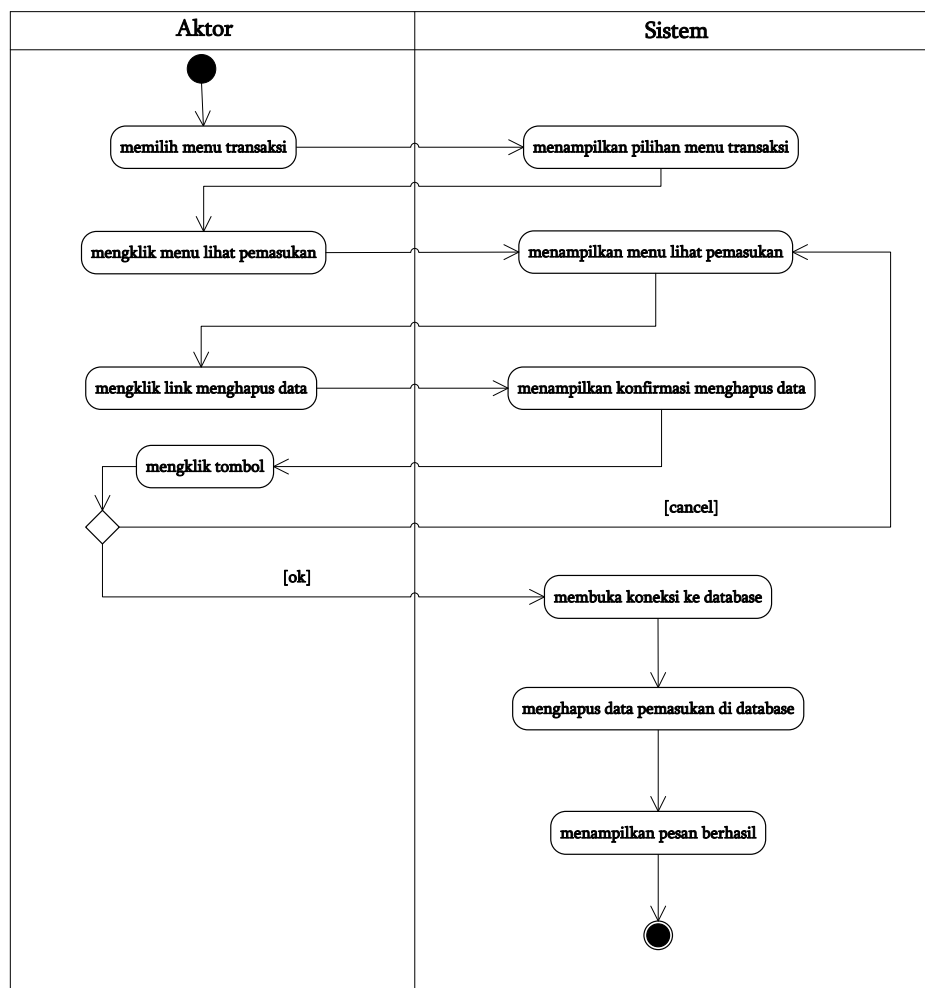 Aktor
Sistem
memilih menu transaksi
menampilkan pilihan menu transaksi
mengklik menu lihat pemasukan
menampilkan menu lihat pemasukan
mengklik link menghapus data
menampilkan konfirmasi menghapus data
mengklik tombol
[cancel]
[ok]
membuka koneksi ke database
menghapus data pemasukan di database
menampilkan pesan berhasil